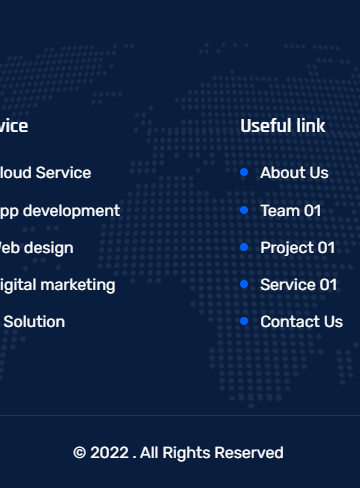 vice
loud Service
pp development
eb design
igital marketing
Solution
Useful link
About Us
Team 01
Project 01
Service 01
Contact Us
© 2022 . All Rights Reserved